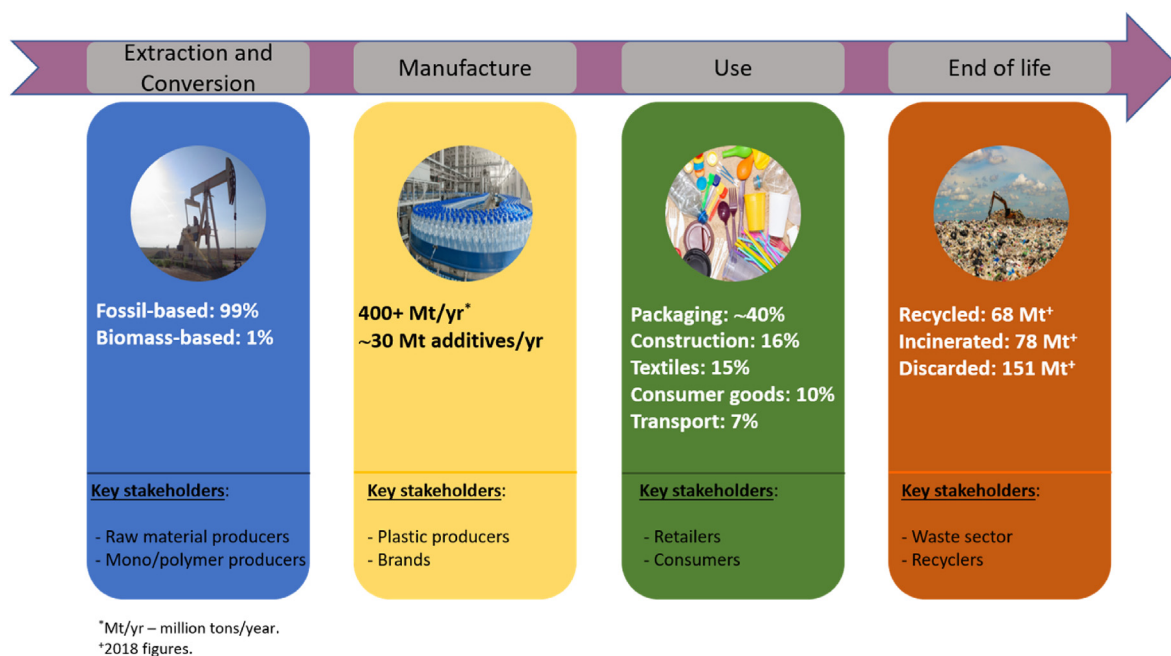 Extraction and
Conversion
Manufacture
Use
End of life
Fossil-based: 99%
Biomass-based: 1%
400+ Mt/yr*
~30 Mt additives/yr
Packaging: ~40%
Construction: 16%
Textiles: 15%
Consumer goods: 10%
Transport: 7%
Recycled: 68 Mt⁺
Incinerated: 78 Mt⁺
Discarded: 151 Mt⁺
Key stakeholders:
- Raw material producers
- Mono/polymer producers
Key stakeholders:
- Plastic producers
- Brands
Key stakeholders:
- Retailers
- Consumers
Key stakeholders:
- Waste sector
- Recyclers
*Mt/yr – million tons/year.
⁺2018 figures.